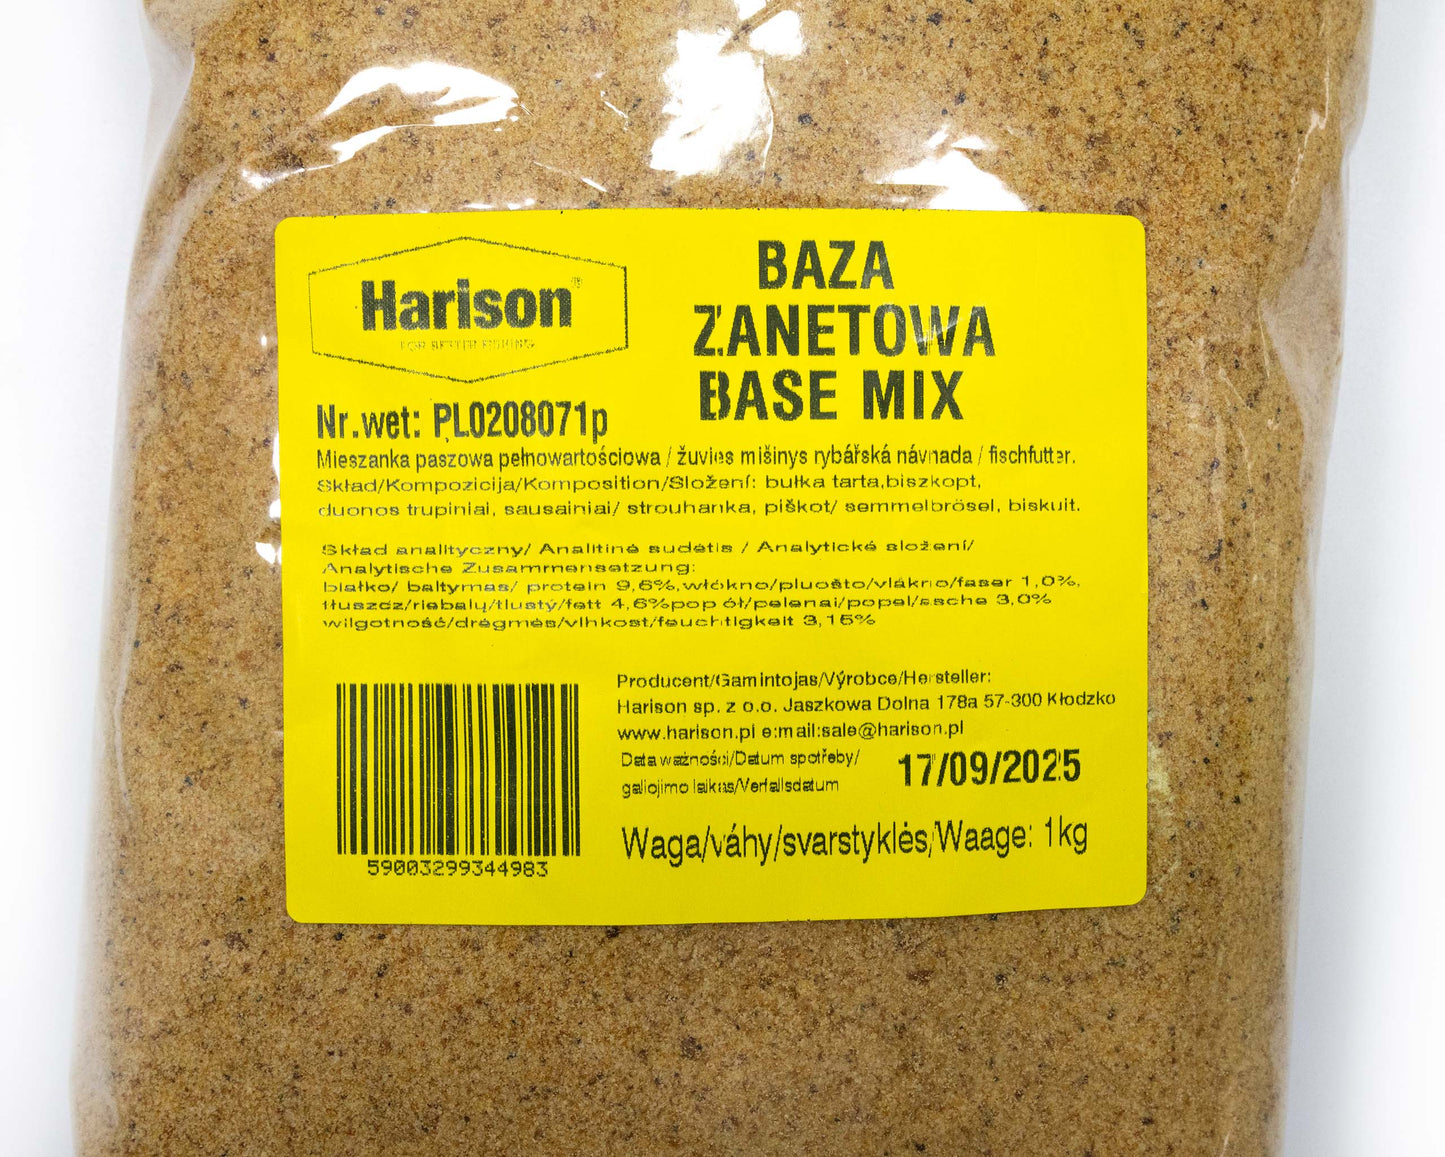 Harison
FOR BETTER FISHING
BAZA
ZANETOWA
BASE MIX
Nr.wet: PL0208071p
Mieszanka paszowa pełnowartościowa / žuvies mišinys rybářská návnada / fischfutter.
Skład/Kompozicija/Komposition/Složení: bułka tarta,biszkopt,
duonos trupiniai, sausainiai/ strouhanka, piškot/ semmelbrösel, biskuit.
Skład analityczny/ Analitinė sudėtis / Analytické složení/
Analytische Zusammensetzung:
białko/ baltymas/ protein 9,6%,włókno/pluošto/vlákno/faser 1,0%,
tłuszcz/riebalų/tlustý/fett 4,6%pop ół/pelenai/popel/asche 3,0%
wilgotność/drėgmės/vlhkost/feuchtigkeit 3,15%
Producent/Gamintojas/Výrobce/Hersteller:
Harison sp. z o.o. Jaszkowa Dolna 178a 57-300 Kłodzko
www.harison.pl e:mail:sale@harison.pl
Data ważności/Datum spotřeby/
galiojimo laikas/Verfallsdatum
17/09/2025
Waga/váhy/svarstyklės/Waage: 1kg
59003299344983